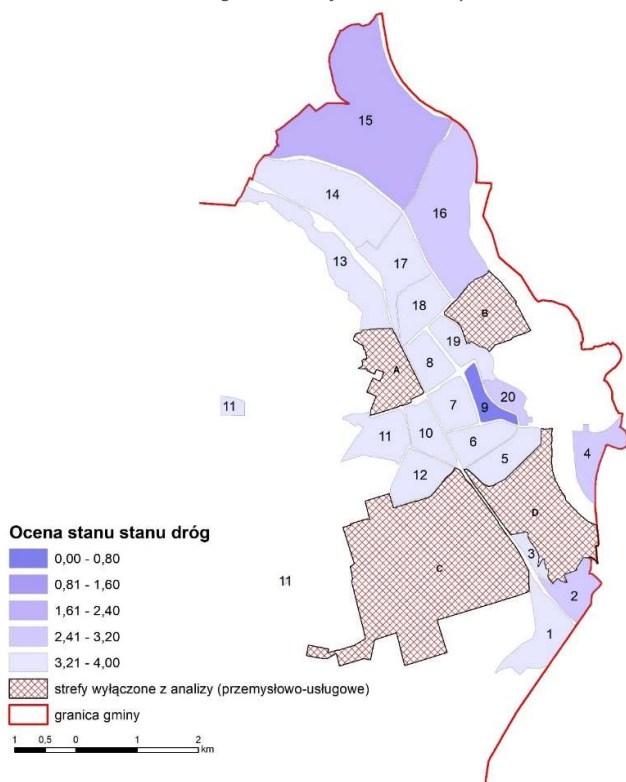 15
14
16
13
17
18
B
19
A
8
20
11
7
9
11
10
6
4
5
12
D
3
C
11
2
1
Ocena stanu stanu dróg
0,00 - 0,80
0,81 - 1,60
1,61 - 2,40
2,41 - 3,20
3,21 - 4,00
strefy wyłączone z analizy (przemysłowo-usługowe)
granica gminy
1 0,5 0 1 2
km